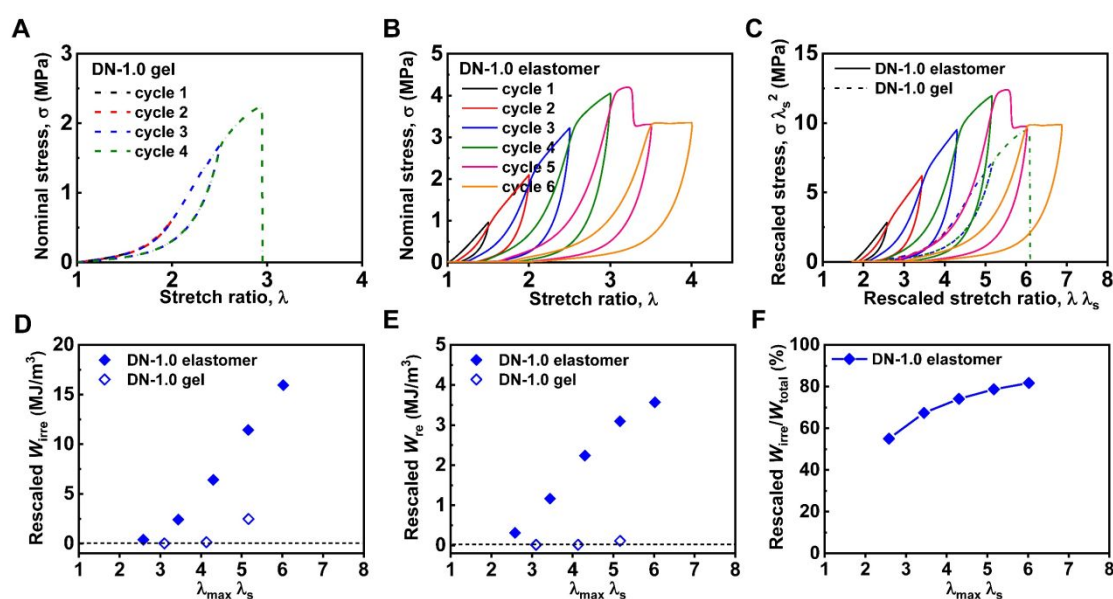 A
Nominal stress, σ (MPa)
3
2
1
0
DN-1.0 gel
cycle 1
cycle 2
cycle 3
cycle 4
1 2 3 4
Stretch ratio, λ
B
Nominal stress, σ (MPa)
5
4
3
2
1
0
DN-1.0 elastomer
cycle 1
cycle 2
cycle 3
cycle 4
cycle 5
cycle 6
1 2 3 4
Stretch ratio, λ
C
Rescaled stress, σ λs² (MPa)
15
10
5
0
DN-1.0 elastomer
DN-1.0 gel
1 2 3 4 5 6 7 8
Rescaled stretch ratio, λ λs
D
Rescaled Wirre (MJ/m³)
20
15
10
5
0
DN-1.0 elastomer
DN-1.0 gel
1 2 3 4 5 6 7 8
λmax λs
E
Rescaled Wre (MJ/m³)
5
4
3
2
1
0
DN-1.0 elastomer
DN-1.0 gel
1 2 3 4 5 6 7 8
λmax λs
F
Rescaled Wirre/Wtotal (%)
100
80
60
40
20
0
DN-1.0 elastomer
1 2 3 4 5 6 7 8
λmax λs